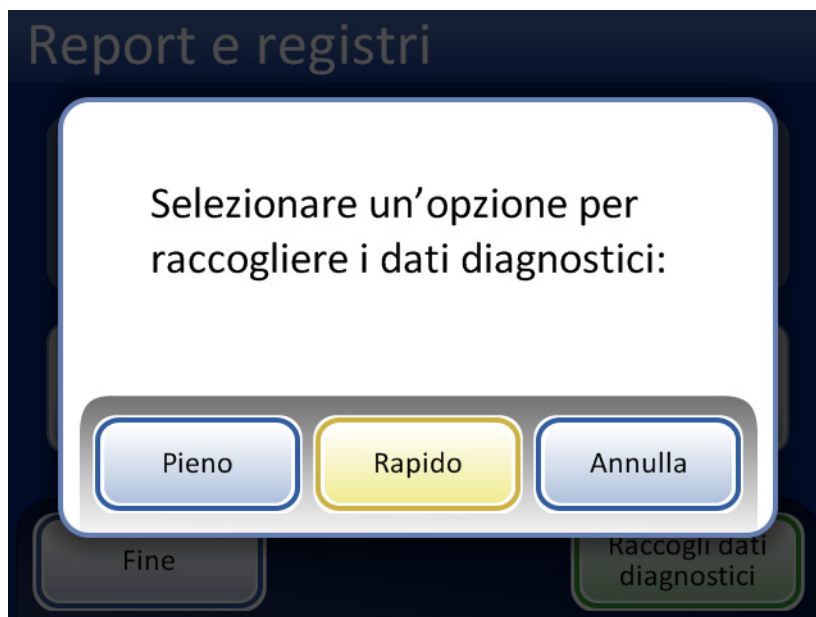 Report e registri
Selezionare un’opzione per
raccogliere i dati diagnostici:
Pieno
Rapido
Annulla
Fine
Raccogli dati
diagnostici